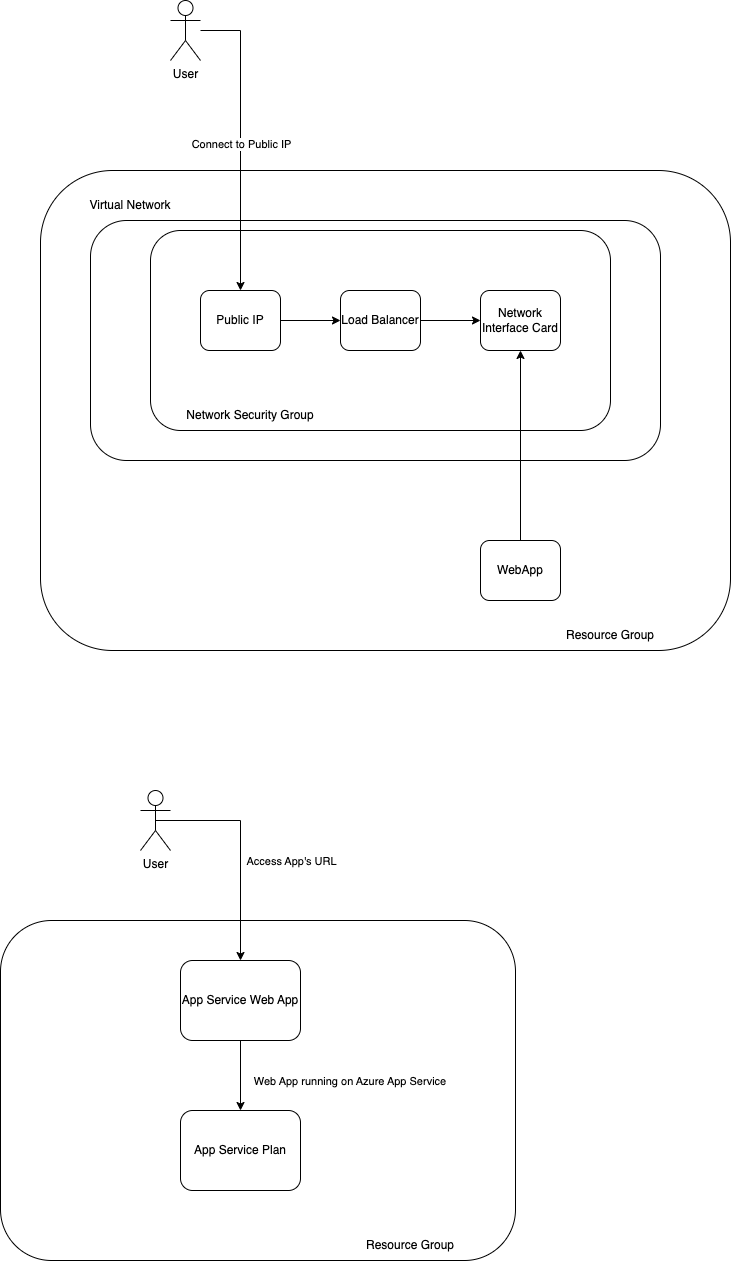 User
Connect to Public IP
Virtual Network
Public IP
Load Balancer
Network
Interface Card
Network Security Group
WebApp
Resource Group
User
Access App's URL
App Service Web App
Web App running on Azure App Service
App Service Plan
Resource Group